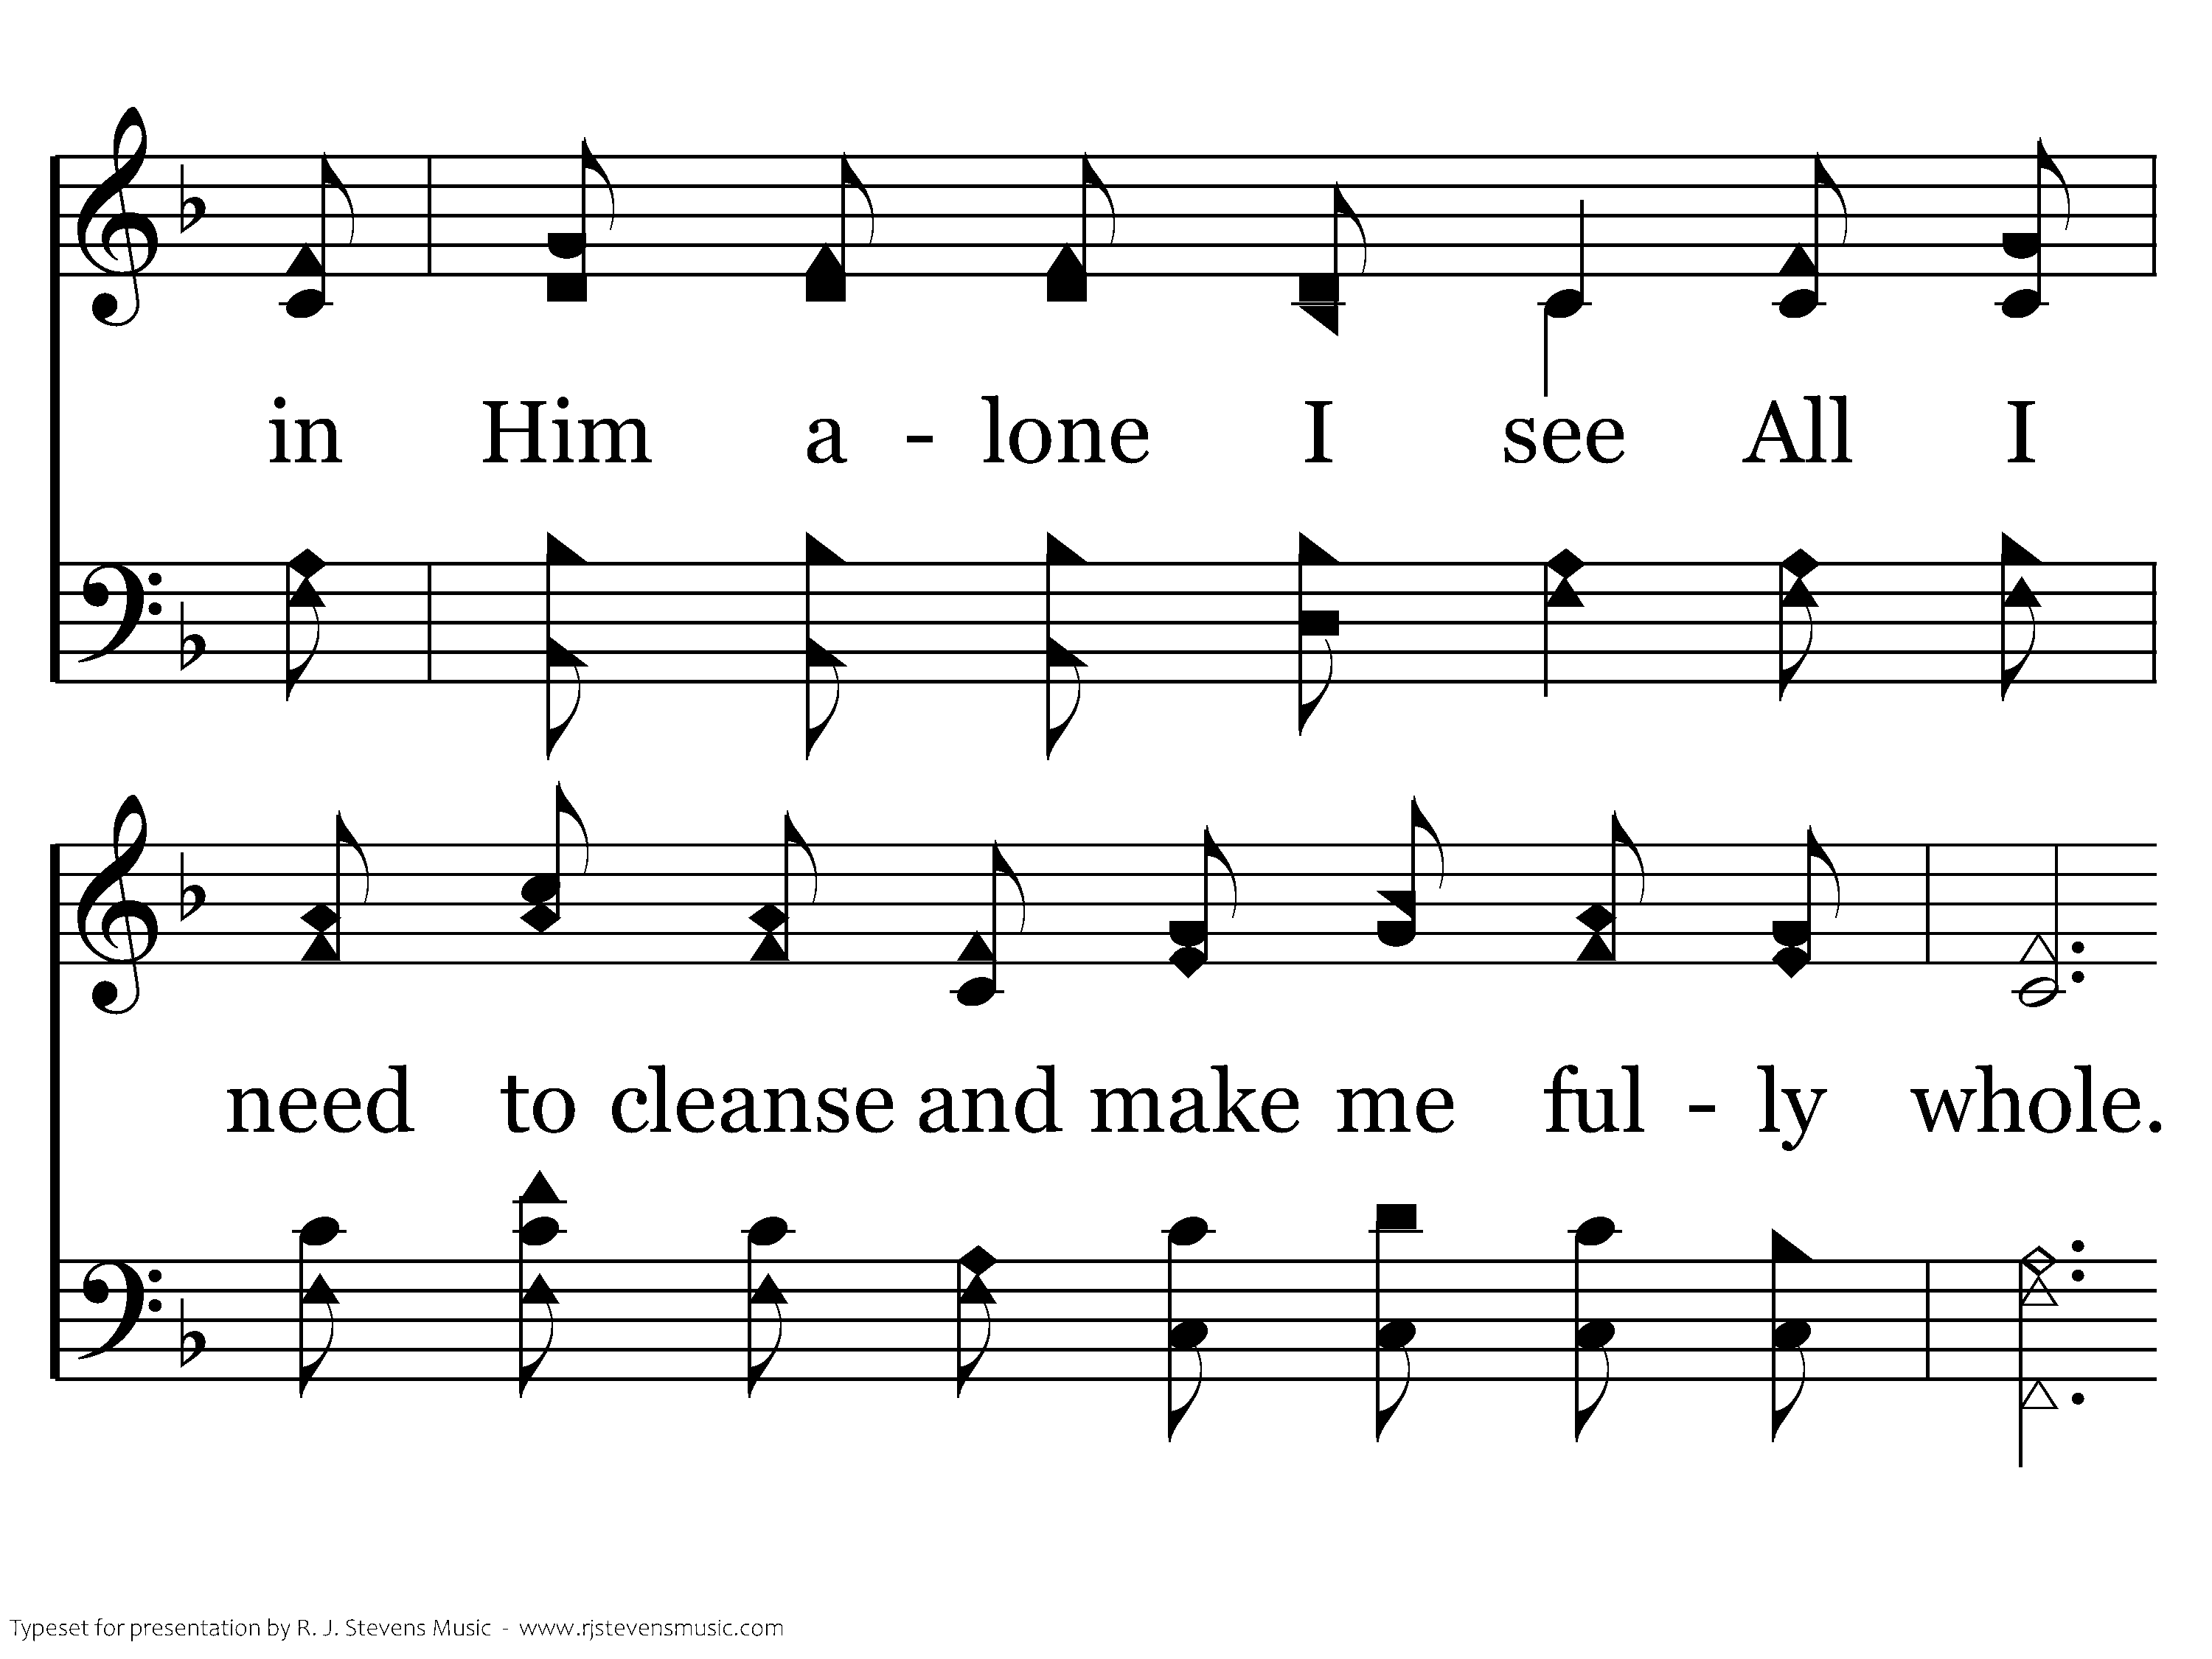 in Him a - lone I see All I
need to cleanse and make me ful - ly whole.
Typeset for presentation by R. J. Stevens Music - www.rjstevensmusic.com